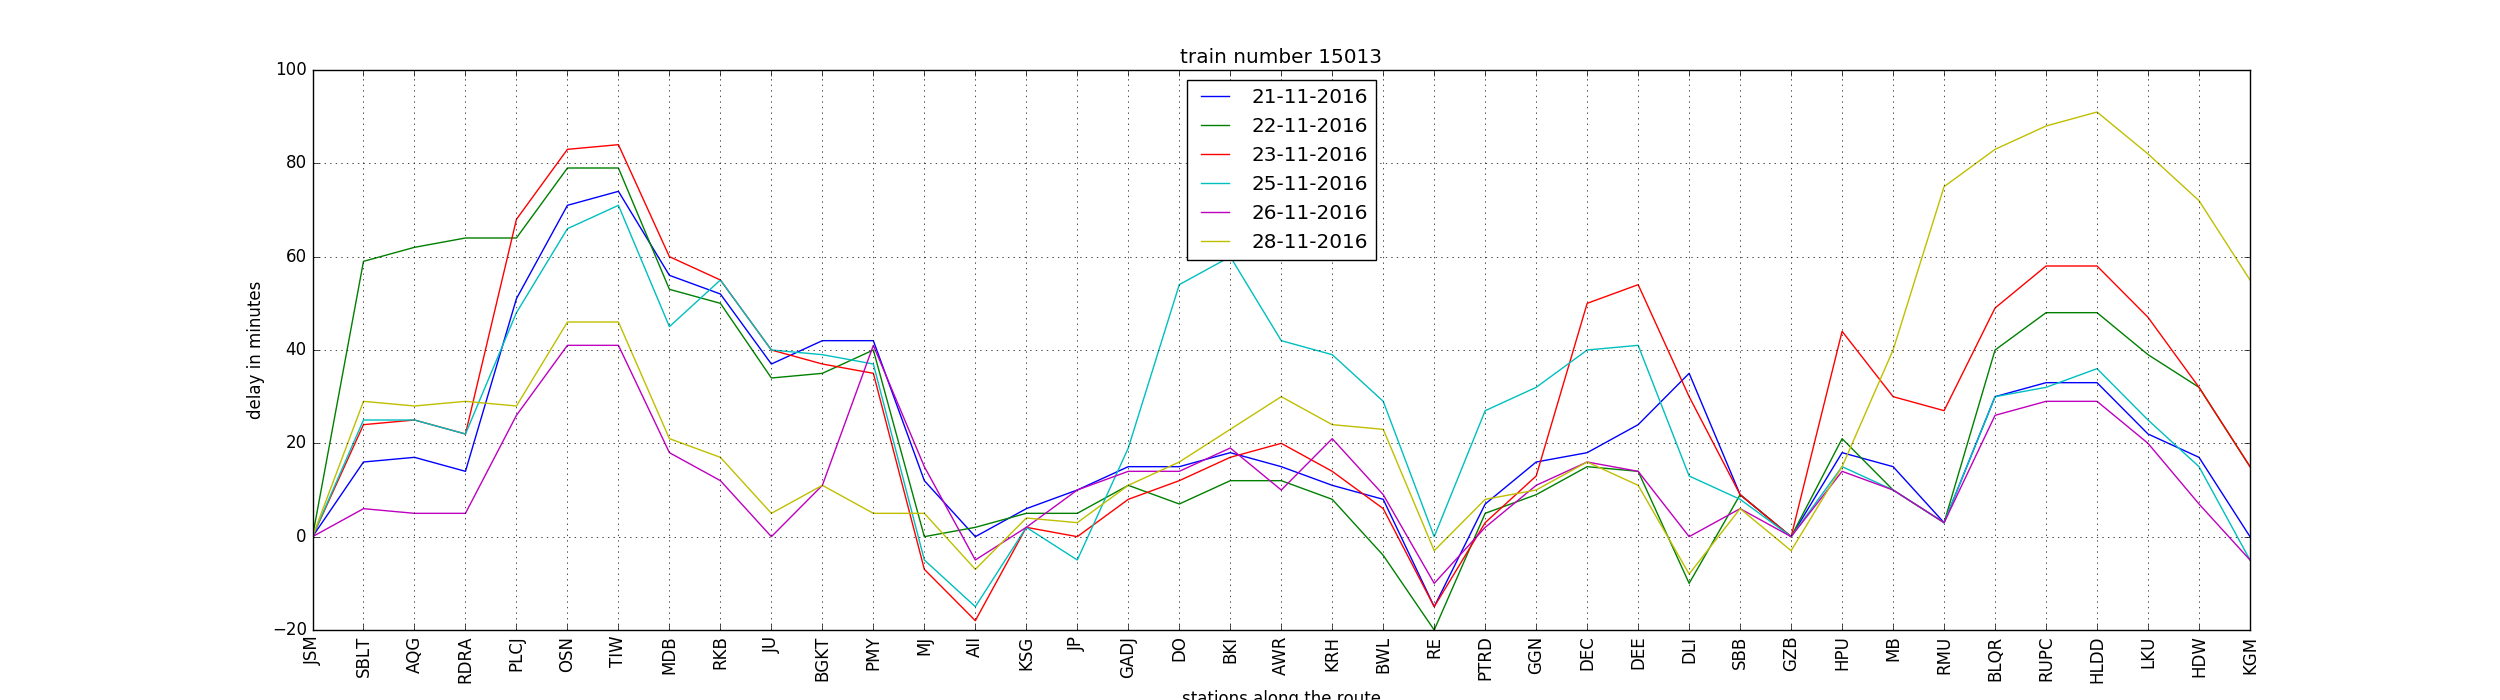 train number 15013
delay in minutes
100
80
60
40
20
0
−20
21-11-2016
22-11-2016
23-11-2016
25-11-2016
26-11-2016
28-11-2016
JSM
SBLT
AQG
RDRA
PLCJ
OSN
TIW
MDB
RKB
JU
BGKT
PMY
MJ
AII
KSG
JP
GADJ
DO
BKI
AWR
KRH
BWL
RE
PTRD
GGN
DEC
DEE
DLI
SBB
GZB
HPU
MB
RMU
BLQR
RUPC
HLDD
LKU
HDW
KGM
stations along the route